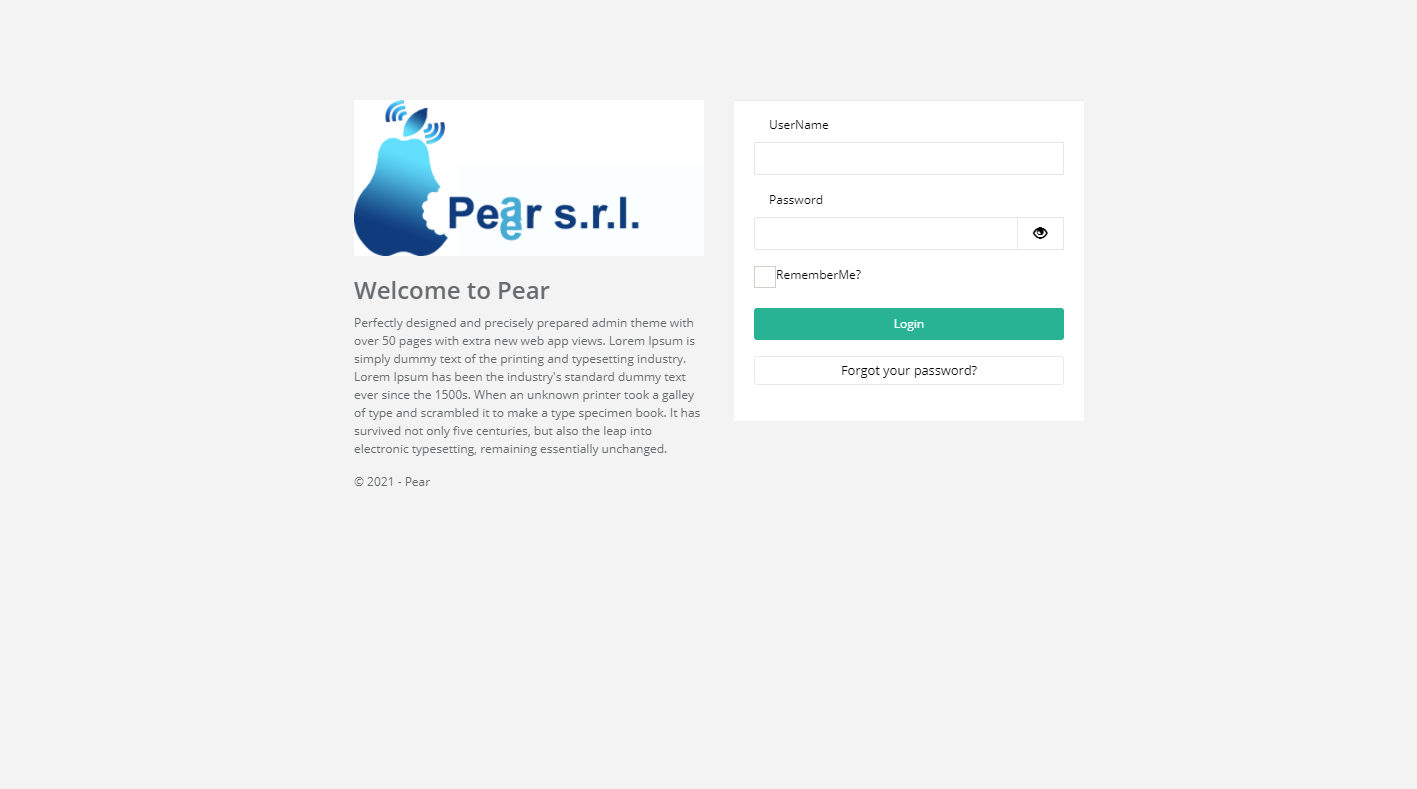 Pear s.r.l.
Welcome to Pear
Perfectly designed and precisely prepared admin theme with
over 50 pages with extra new web app views. Lorem Ipsum is
simply dummy text of the printing and typesetting industry.
Lorem Ipsum has been the industry's standard dummy text
ever since the 1500s. When an unknown printer took a galley
of type and scrambled it to make a type specimen book. It has
survived not only five centuries, but also the leap into
electronic typesetting, remaining essentially unchanged.
© 2021 - Pear
UserName
Password
RememberMe?
Login
Forgot your password?